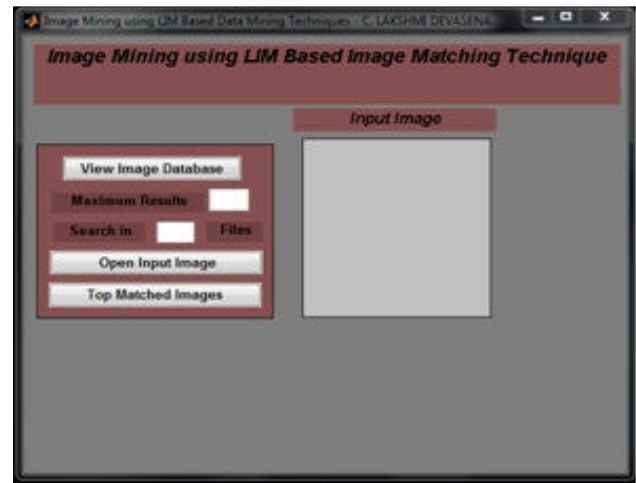 Image Mining using LIM Based Data Mining Techniques - C. LAKSHMI DEVASENA
Image Mining using LIM Based Image Matching Technique
Input Image
View Image Database
Maximum Results
Search in Files
Open Input Image
Top Matched Images